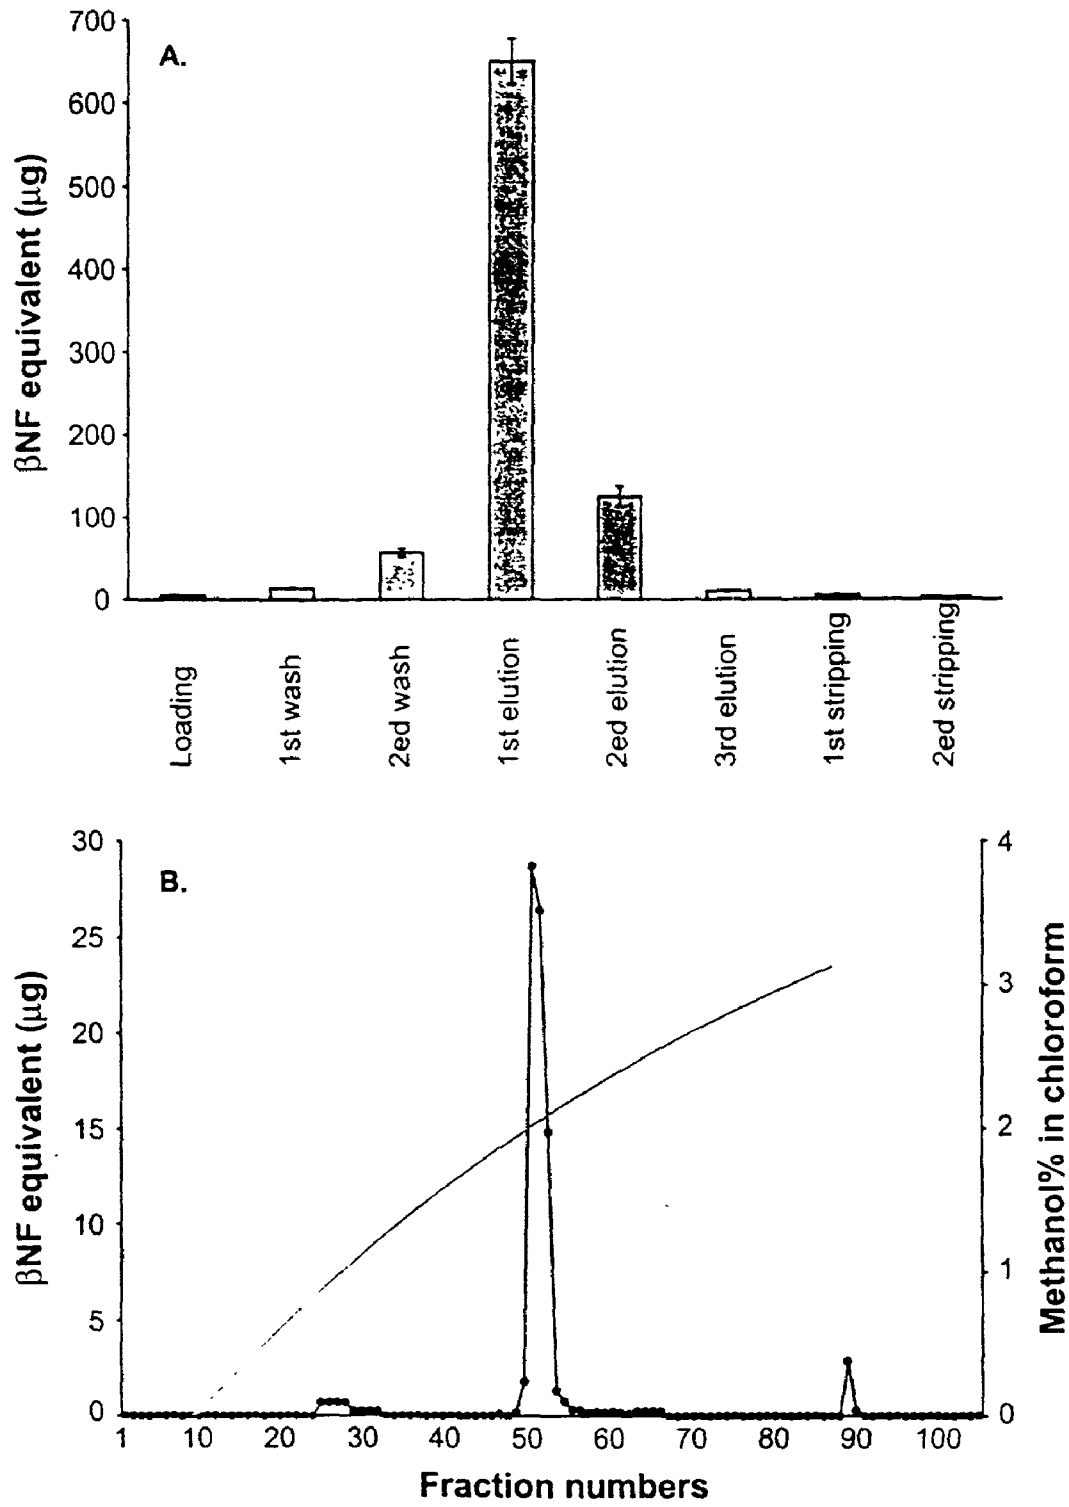 A.
βNF equivalent (μg)
700
600
500
400
300
200
100
0
Loading
1st wash
2ed wash
1st elution
2ed elution
3rd elution
1st stripping
2ed stripping
B.
βNF equivalent (μg)
30
25
20
15
10
5
0
4
3
2
1
0
Methanol% in chloroform
1 10 20 30 40 50 60 70 80 90 100
Fraction numbers